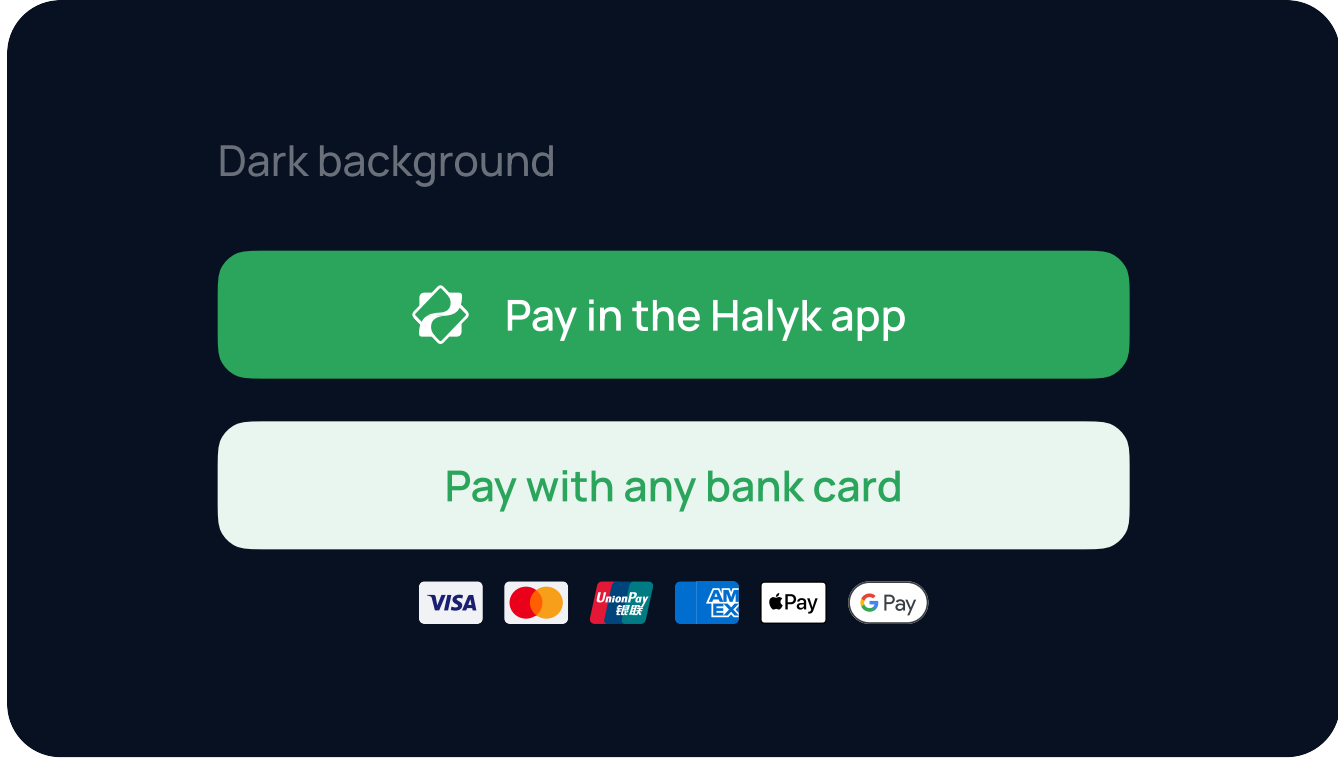 Dark background
Pay in the Halyk app
Pay with any bank card
VISA UnionPay 银联 AM EX Pay G Pay